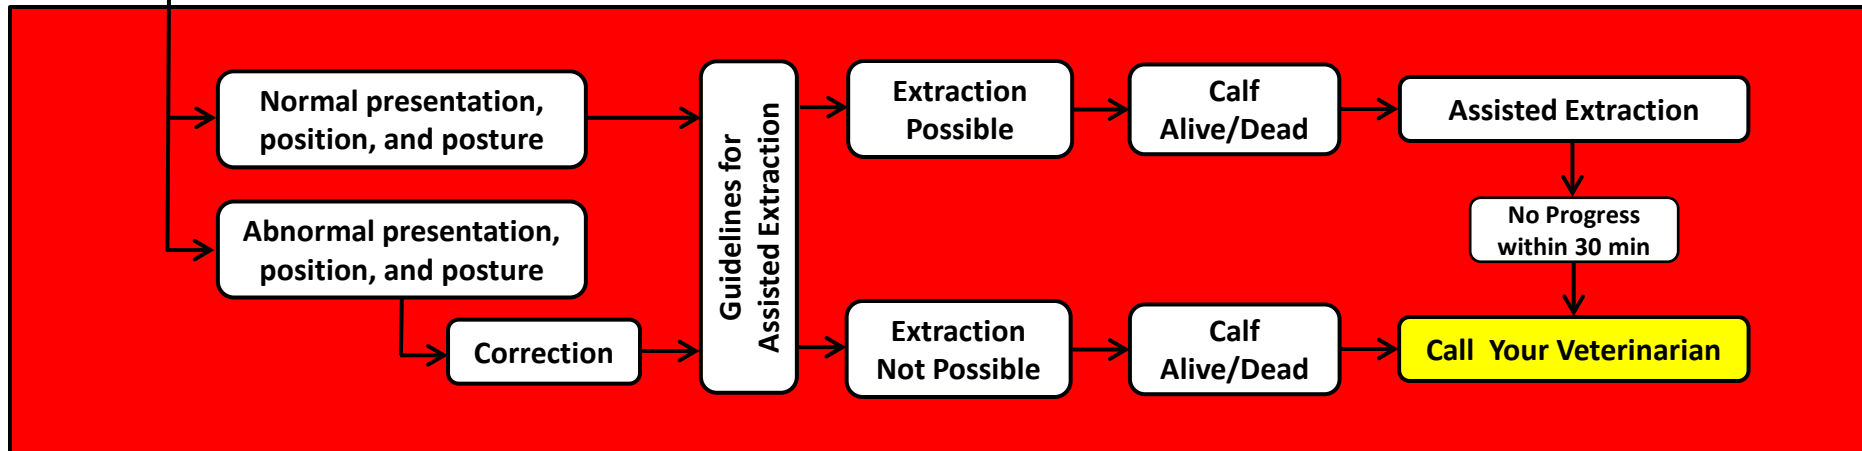 Normal presentation,
position, and posture
Abnormal presentation,
position, and posture
Correction
Guidelines for
Assisted Extraction
Extraction
Possible
Calf
Alive/Dead
Assisted Extraction
No Progress
within 30 min
Extraction
Not Possible
Calf
Alive/Dead
Call  Your Veterinarian